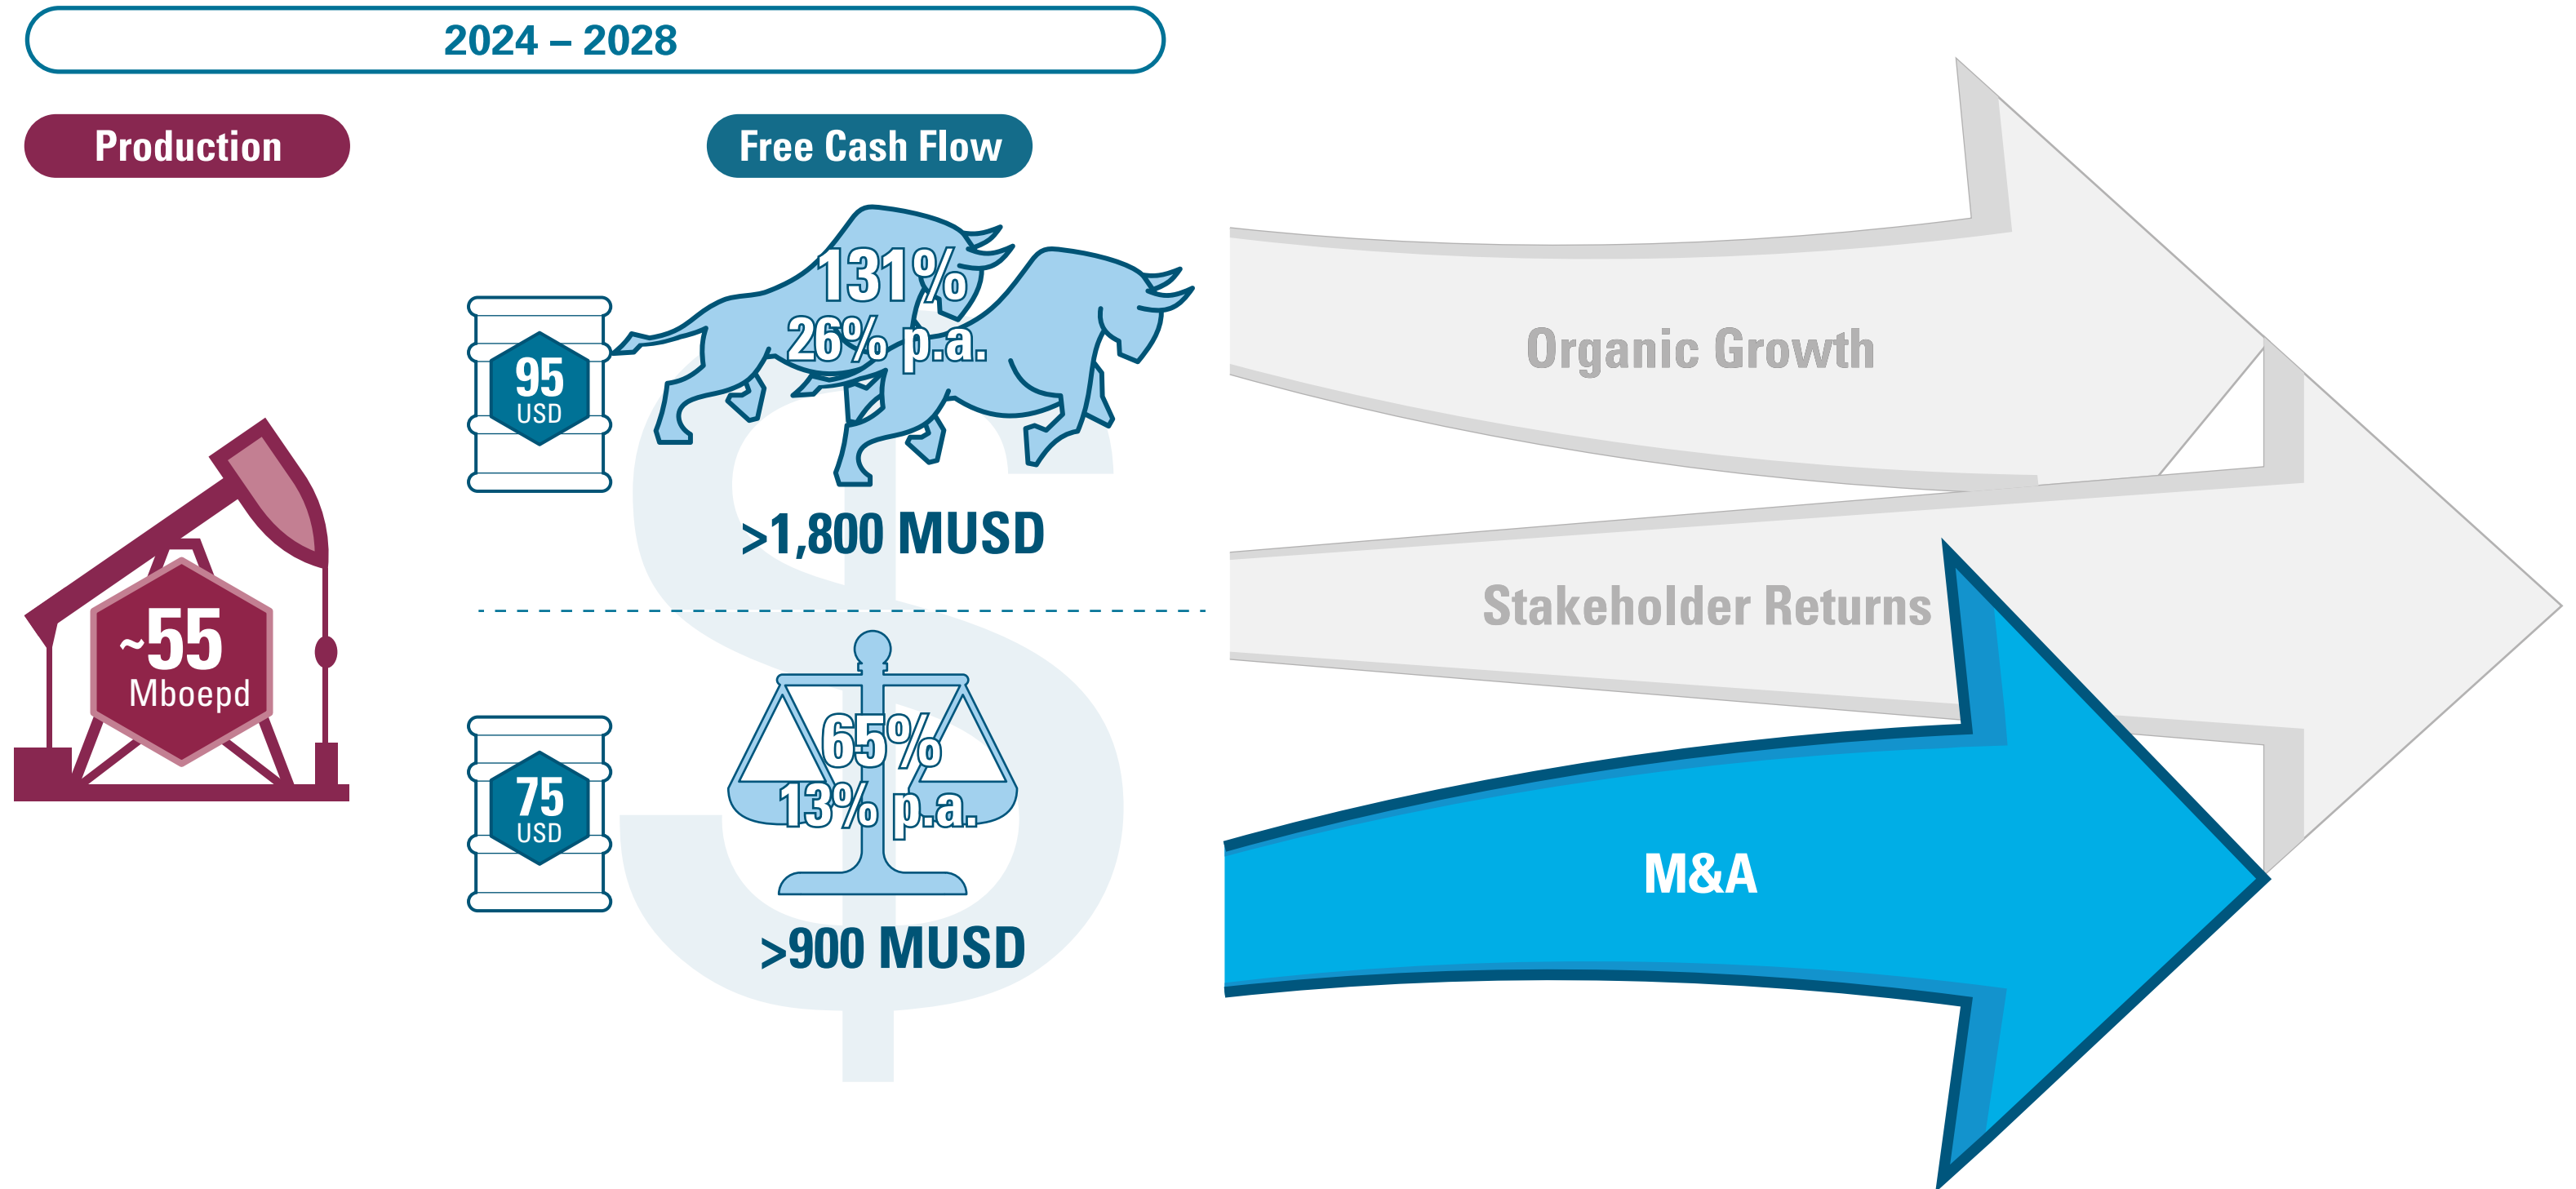 2024 – 2028
Production
Free Cash Flow
131%
26% p.a.
95
USD
>1,800 MUSD
~55
Mboepd
65%
13% p.a.
75
USD
>900 MUSD
Organic Growth
Stakeholder Returns
M&A